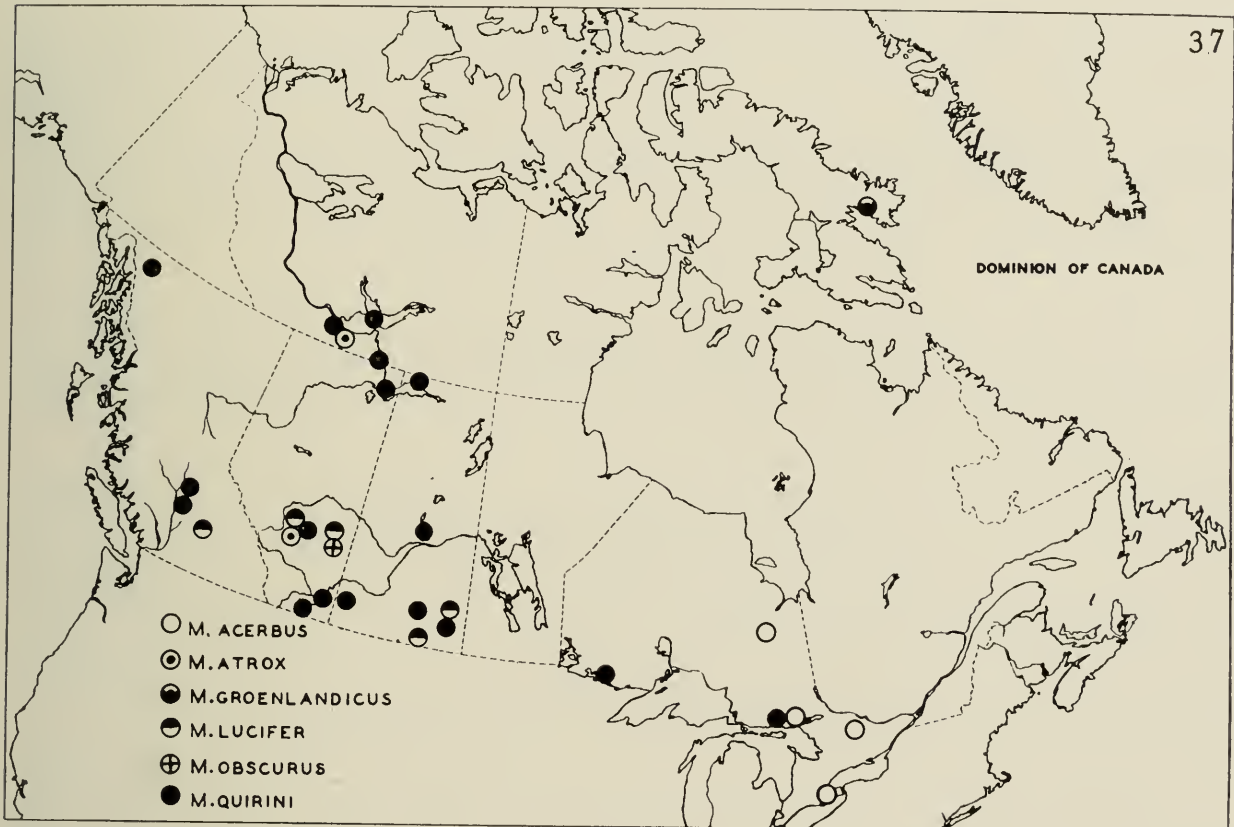 37
DOMINION OF CANADA
M. ACERBUS
M. ATROX
M. GROENLANDICUS
M. LUCIFER
M. OBSCURUS
M. QUIRINI